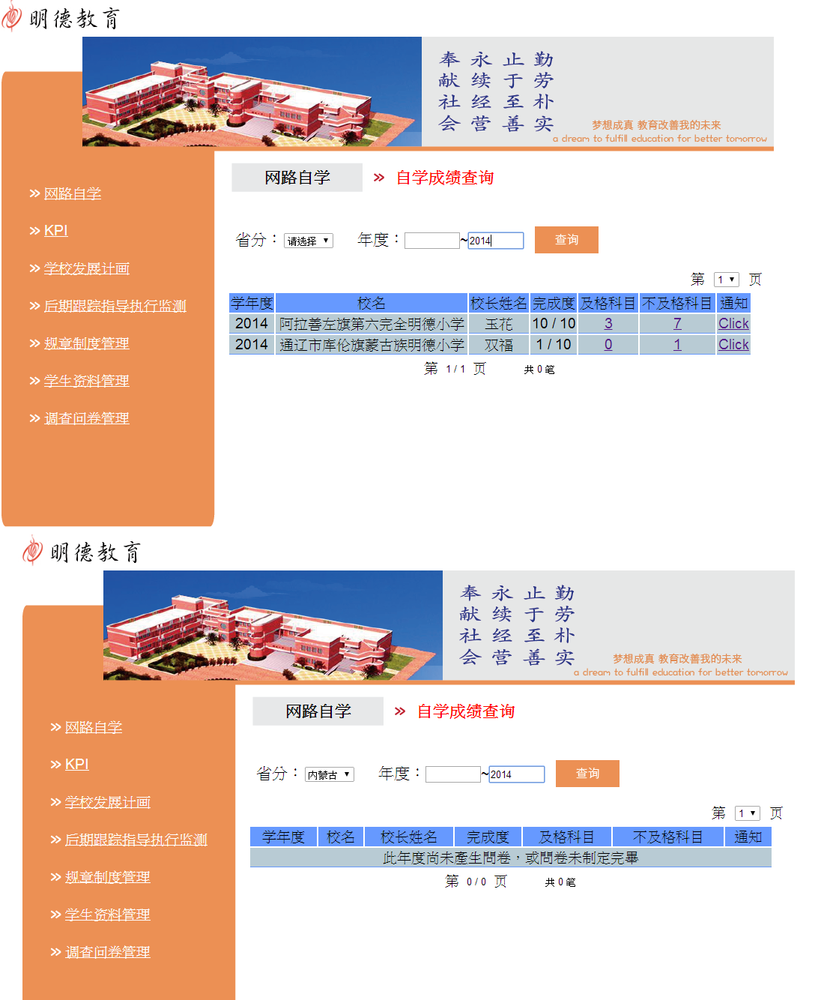 明德教育
奉 永 止 勤
献 续 于 劳
社 经 至 朴
会 营 善 实
梦想成真 教育改善我的未来
a dream to fulfill education for better tomorrow
网路自学 » 自学成绩查询
» 网路自学
» KPI
» 学校发展计画
» 后期跟踪指导执行监测
» 规章制度管理
» 学生资料管理
» 调查问卷管理
省分： 请选择 年度： ~ 2014 查询
第 1 页
学年度 校名 校长姓名 完成度 及格科目 不及格科目 通知
2014 阿拉善左旗第六完全明德小学 玉花 10 / 10 3 7 Click
2014 通辽市库伦旗蒙古族明德小学 双福 1 / 10 0 1 Click
第 1 / 1 页 共 0 笔
明德教育
奉 永 止 勤
献 续 于 劳
社 经 至 朴
会 营 善 实
梦想成真 教育改善我的未来
a dream to fulfill education for better tomorrow
网路自学 » 自学成绩查询
» 网路自学
» KPI
» 学校发展计画
» 后期跟踪指导执行监测
» 规章制度管理
» 学生资料管理
» 调查问卷管理
省分： 内蒙古 年度： ~ 2014 查询
第 1 页
学年度 校名 校长姓名 完成度 及格科目 不及格科目 通知
此年度尚未產生問卷，或問卷未制定完畢
第 0 / 0 页 共 0 笔